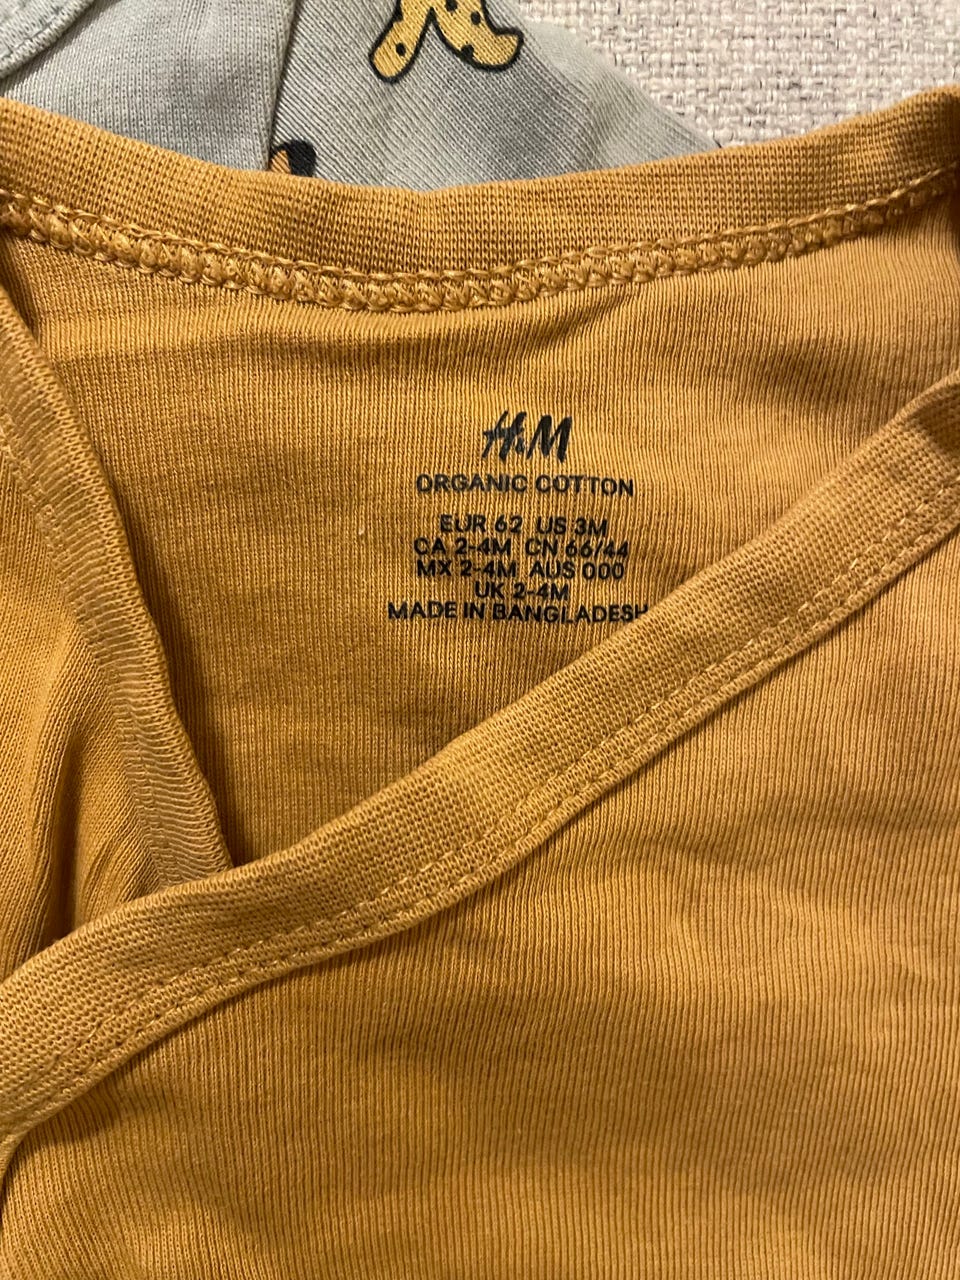 H&M
ORGANIC COTTON
EUR 62 US 3M
CA 2-4M CN 66/44
MX 2-4M AUS 000
UK 2-4M
MADE IN BANGLADESH